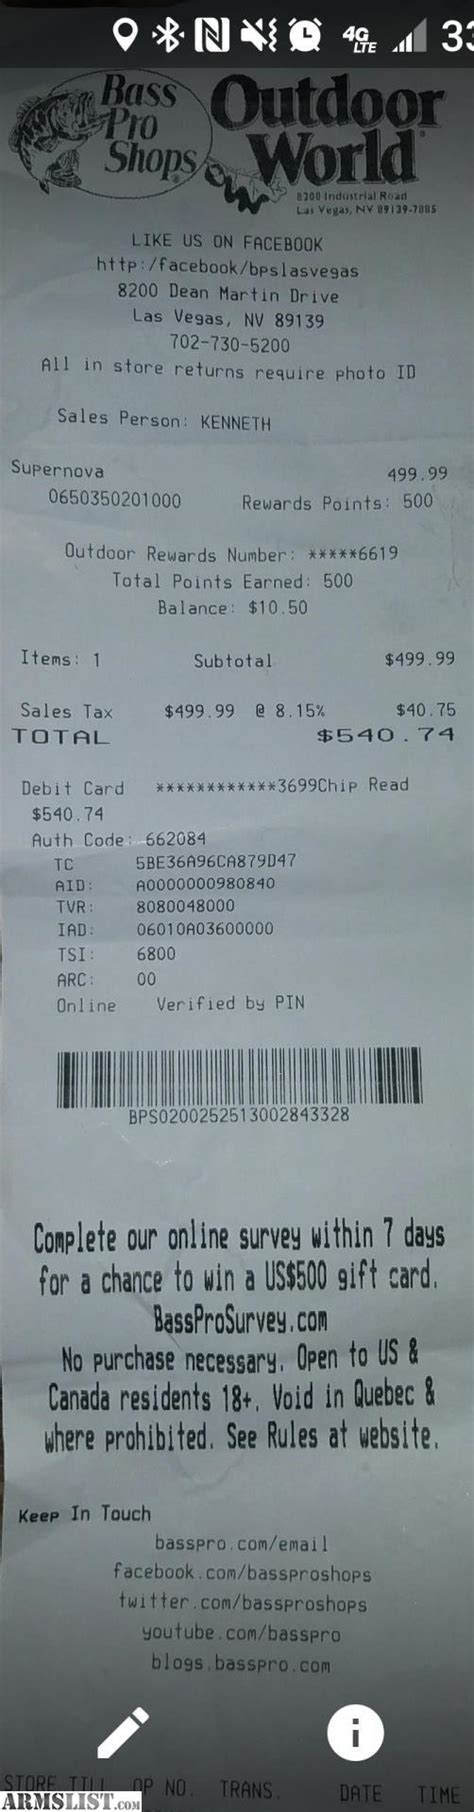 4G LTE 33
Bass Pro Shops
Outdoor World
8200 Industrial Road
Las Vegas, NV 89139-7885
LIKE US ON FACEBOOK
http:/facebook/bpslasvegas
8200 Dean Martin Drive
Las Vegas, NV 89139
702-730-5200
All in store returns require photo ID
Sales Person: KENNETH
Supernova 499.99
0650350201000 Rewards Points: 500
Outdoor Rewards Number: *****6619
Total Points Earned: 500
Balance: $10.50
Items: 1 Subtotal $499.99
Sales Tax $499.99 @ 8.15% $40.75
TOTAL $540.74
Debit Card ************3699Chip Read
$540.74
Auth Code: 662084
TC 5BE36A96CA879D47
AID: A0000000980840
TVR: 8080048000
IAD: 06010A03600000
TSI: 6800
ARC: 00
Online Verified by PIN
BPS0200252513002843328
Complete our online survey within 7 days
for a chance to win a US$500 gift card.
BassProSurvey.com
No purchase necessary. Open to US &
Canada residents 18+. Void in Quebec &
where prohibited. See Rules at website.
Keep In Touch
basspro.com/email
facebook.com/bassproshops
twitter.com/bassproshops
youtube.com/basspro
blogs.basspro.com
STORE TILL OP NO. TRANS. DATE TIME
ARMSLIST.COM